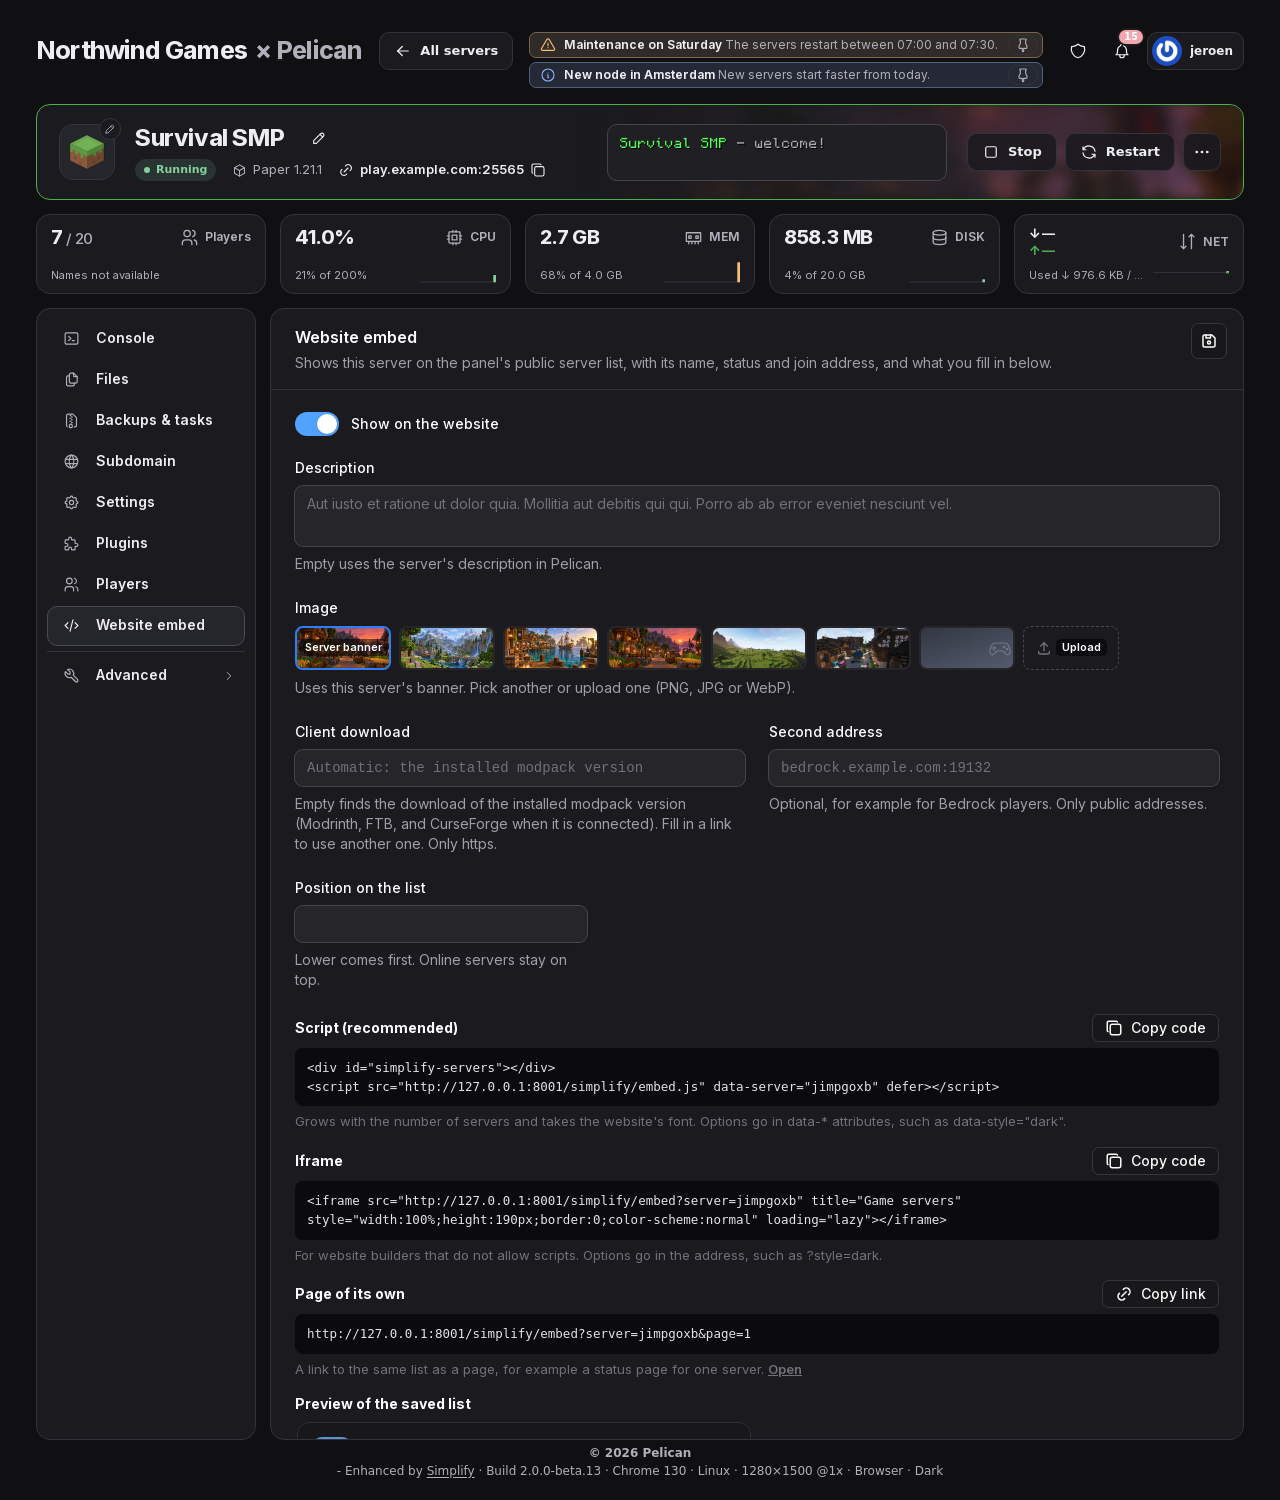 Northwind Games × Pelican
All servers
Maintenance on Saturday The servers restart between 07:00 and 07:30.
New node in Amsterdam New servers start faster from today.
15
jeroen
Survival SMP
Running
Paper 1.21.1
play.example.com:25565
Survival SMP – welcome!
Stop
Restart
7 / 20
Players
Names not available
41.0%
CPU
21% of 200%
2.7 GB
MEM
68% of 4.0 GB
858.3 MB
DISK
4% of 20.0 GB
↓—
↑—
NET
Used ↓ 976.6 KB / ...
Console
Files
Backups & tasks
Subdomain
Settings
Plugins
Players
Website embed
Advanced
Website embed
Shows this server on the panel's public server list, with its name, status and join address, and what you fill in below.
Show on the website
Description
Aut iusto et ratione ut dolor quia. Mollitia aut debitis qui qui. Porro ab ab error eveniet nesciunt vel.
Empty uses the server's description in Pelican.
Image
Server banner
Upload
Uses this server's banner. Pick another or upload one (PNG, JPG or WebP).
Client download
Automatic: the installed modpack version
Empty finds the download of the installed modpack version
(Modrinth, FTB, and CurseForge when it is connected). Fill in a link
to use another one. Only https.
Second address
bedrock.example.com:19132
Optional, for example for Bedrock players. Only public addresses.
Position on the list
Lower comes first. Online servers stay on
top.
Script (recommended)
Copy code
<div id="simplify-servers"></div>
<script src="http://127.0.0.1:8001/simplify/embed.js" data-server="jimpgoxb" defer></script>
Grows with the number of servers and takes the website's font. Options go in data-* attributes, such as data-style="dark".
Iframe
Copy code
<iframe src="http://127.0.0.1:8001/simplify/embed?server=jimpgoxb" title="Game servers"
style="width:100%;height:190px;border:0;color-scheme:normal" loading="lazy"></iframe>
For website builders that do not allow scripts. Options go in the address, such as ?style=dark.
Page of its own
Copy link
http://127.0.0.1:8001/simplify/embed?server=jimpgoxb&page=1
A link to the same list as a page, for example a status page for one server. Open
Preview of the saved list
© 2026 Pelican
- Enhanced by Simplify · Build 2.0.0-beta.13 · Chrome 130 · Linux · 1280×1500 @1x · Browser · Dark